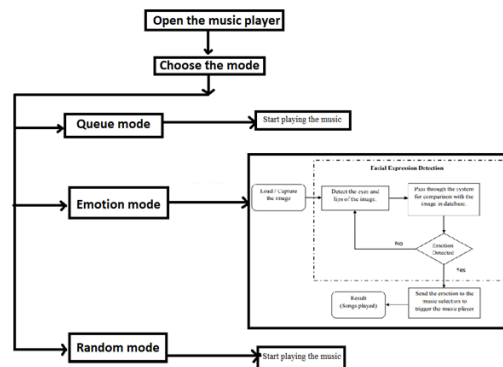 Open the music player
Choose the mode
Queue mode
Start playing the music
Emotion mode
Facial Expression Detection
Load / Capture
the image
Detect the eyes and
lips of the image.
Pass through the system
for comparison with the
image in database.
Emotion
Detected
No
Yes
Send the emotion to the
music selection to
trigger the music player
Result
(Songs played)
Random mode
Start playing the music